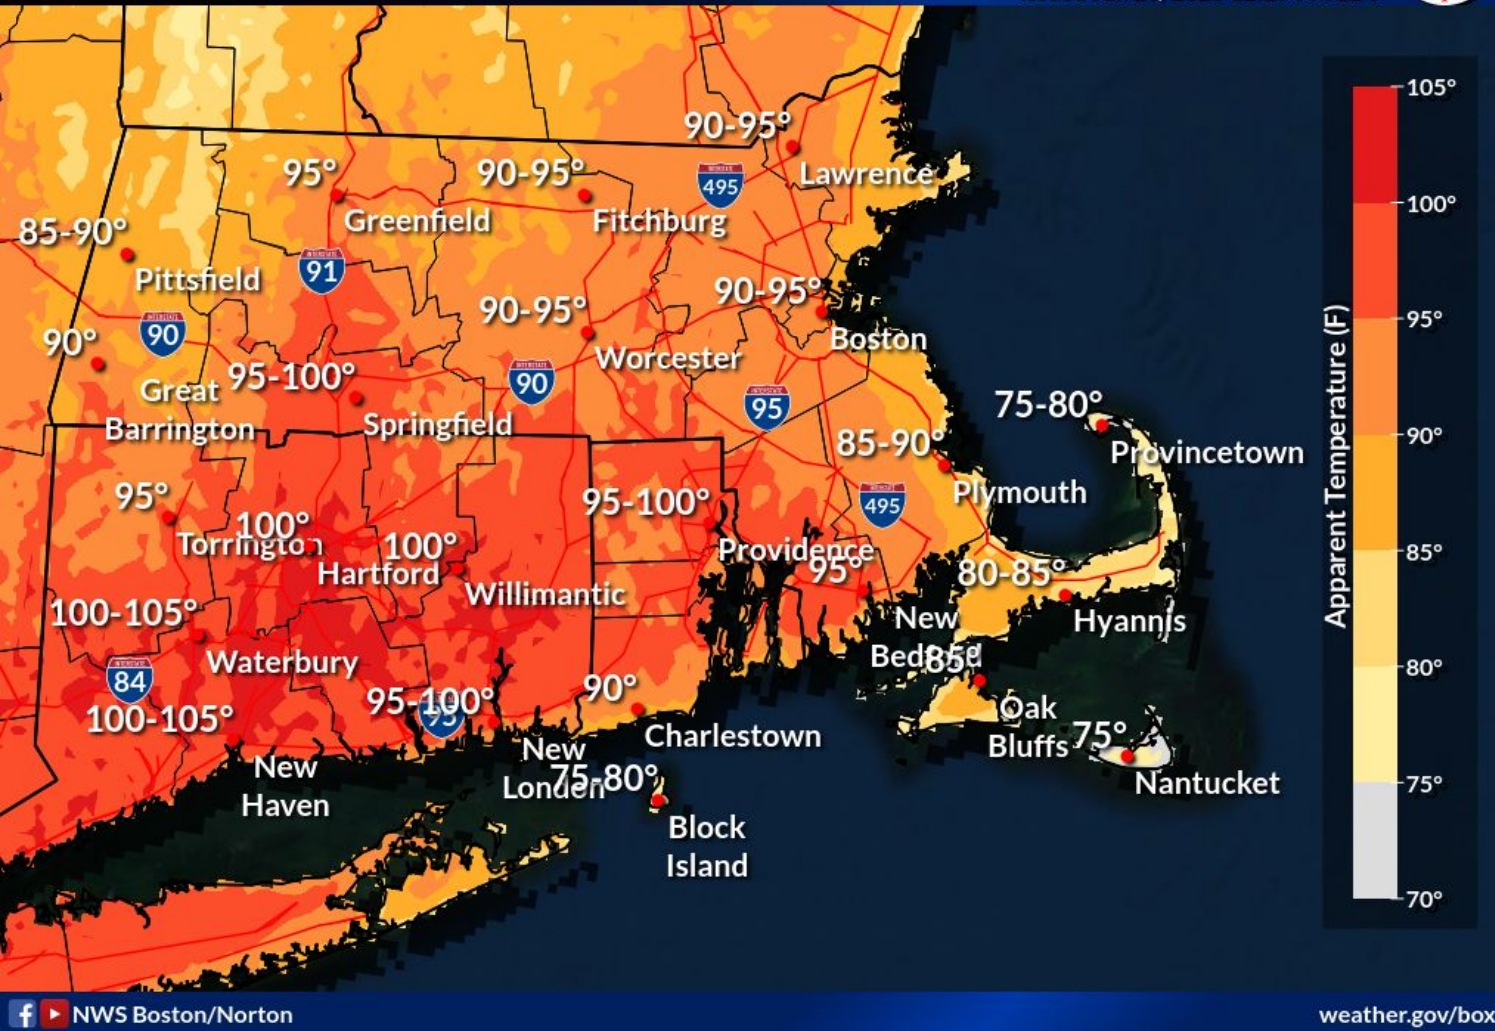 90-95°
Lawrence
495
95°
Greenfield
90-95°
Fitchburg
85-90°
Pittsfield
91
90-95°
Boston
90-95°
Worcester
90°
90
Great
Barrington
95-100°
Springfield
90
95
75-80°
Provincetown
85-90°
Plymouth
495
95°
Torrington
100°
Hartford
100°
Willimantic
95-100°
Providence
95°
New
Bedford
80-85°
Hyannis
100-105°
Waterbury
84
100-105°
New
Haven
95-100°
95
New
London
90°
Charlestown
75-80°
Block
Island
85°
Oak
Bluffs
75°
Nantucket
Apparent Temperature (F)
105°
100°
95°
90°
85°
80°
75°
70°
NWS Boston/Norton
weather.gov/box